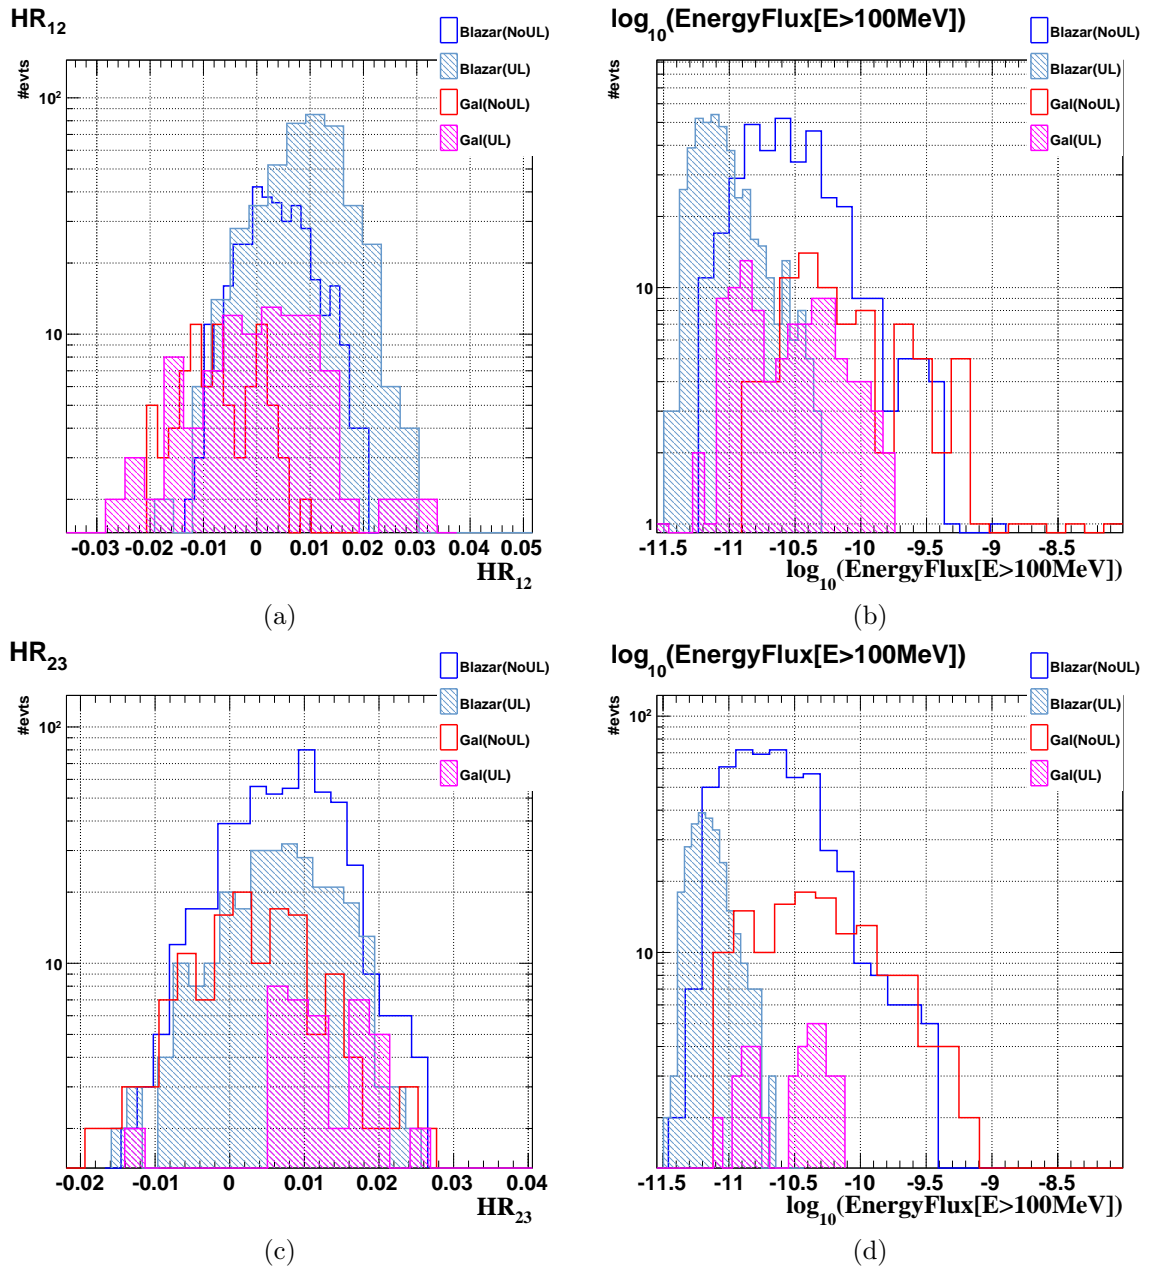 HR12
Blazar(NoUL)
Blazar(UL)
Gal(NoUL)
Gal(UL)
#evts
10²
10
-0.03 -0.02 -0.01 0 0.01 0.02 0.03 0.04 0.05
HR12
(a)
log10(EnergyFlux[E>100MeV])
Blazar(NoUL)
Blazar(UL)
Gal(NoUL)
Gal(UL)
#evts
10
1
-11.5 -11 -10.5 -10 -9.5 -9 -8.5
log10(EnergyFlux[E>100MeV])
(b)
HR23
Blazar(NoUL)
Blazar(UL)
Gal(NoUL)
Gal(UL)
#evts
10²
10
-0.02 -0.01 0 0.01 0.02 0.03 0.04
HR23
(c)
log10(EnergyFlux[E>100MeV])
Blazar(NoUL)
Blazar(UL)
Gal(NoUL)
Gal(UL)
#evts
10²
10
-11.5 -11 -10.5 -10 -9.5 -9 -8.5
log10(EnergyFlux[E>100MeV])
(d)